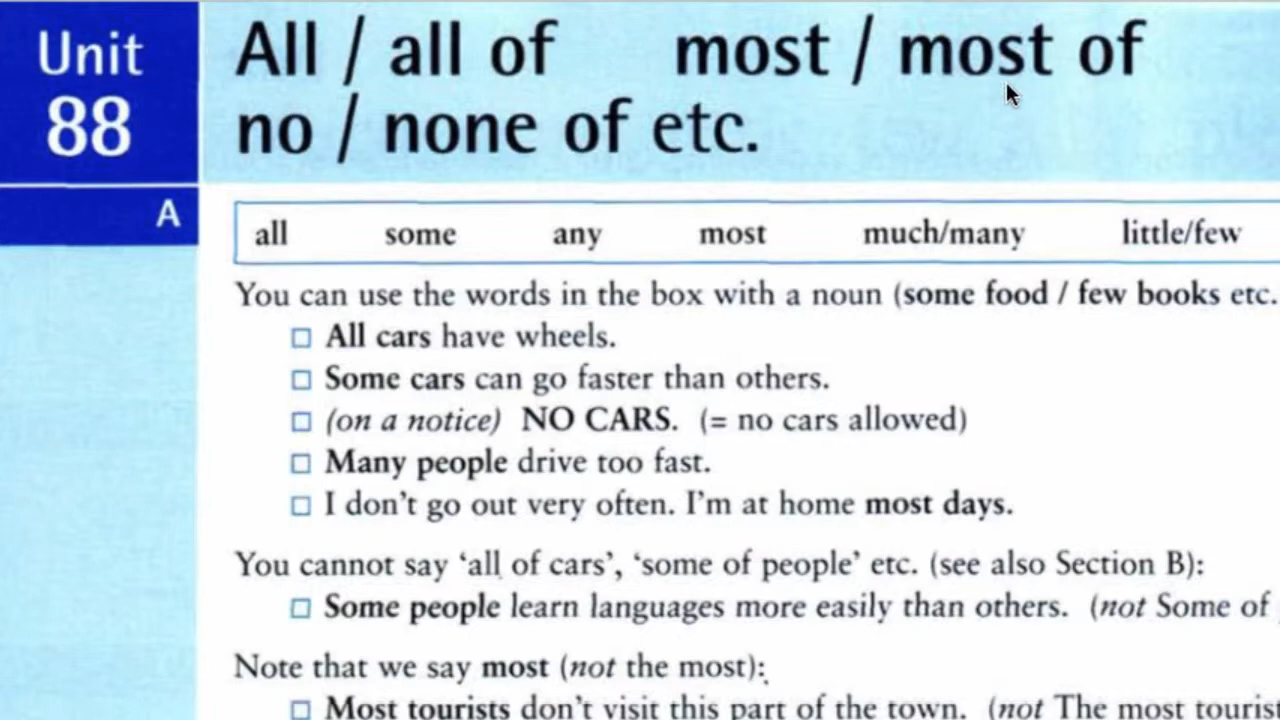 Unit
88
All / all of most / most of
no / none of etc.
A
all some any most much/many little/few
You can use the words in the box with a noun (some food / few books etc.
All cars have wheels.
Some cars can go faster than others.
(on a notice) NO CARS. (= no cars allowed)
Many people drive too fast.
I don't go out very often. I'm at home most days.
You cannot say 'all of cars', 'some of people' etc. (see also Section B):
Some people learn languages more easily than others. (not Some of
Note that we say most (not the most):
Most tourists don't visit this part of the town. (not The most